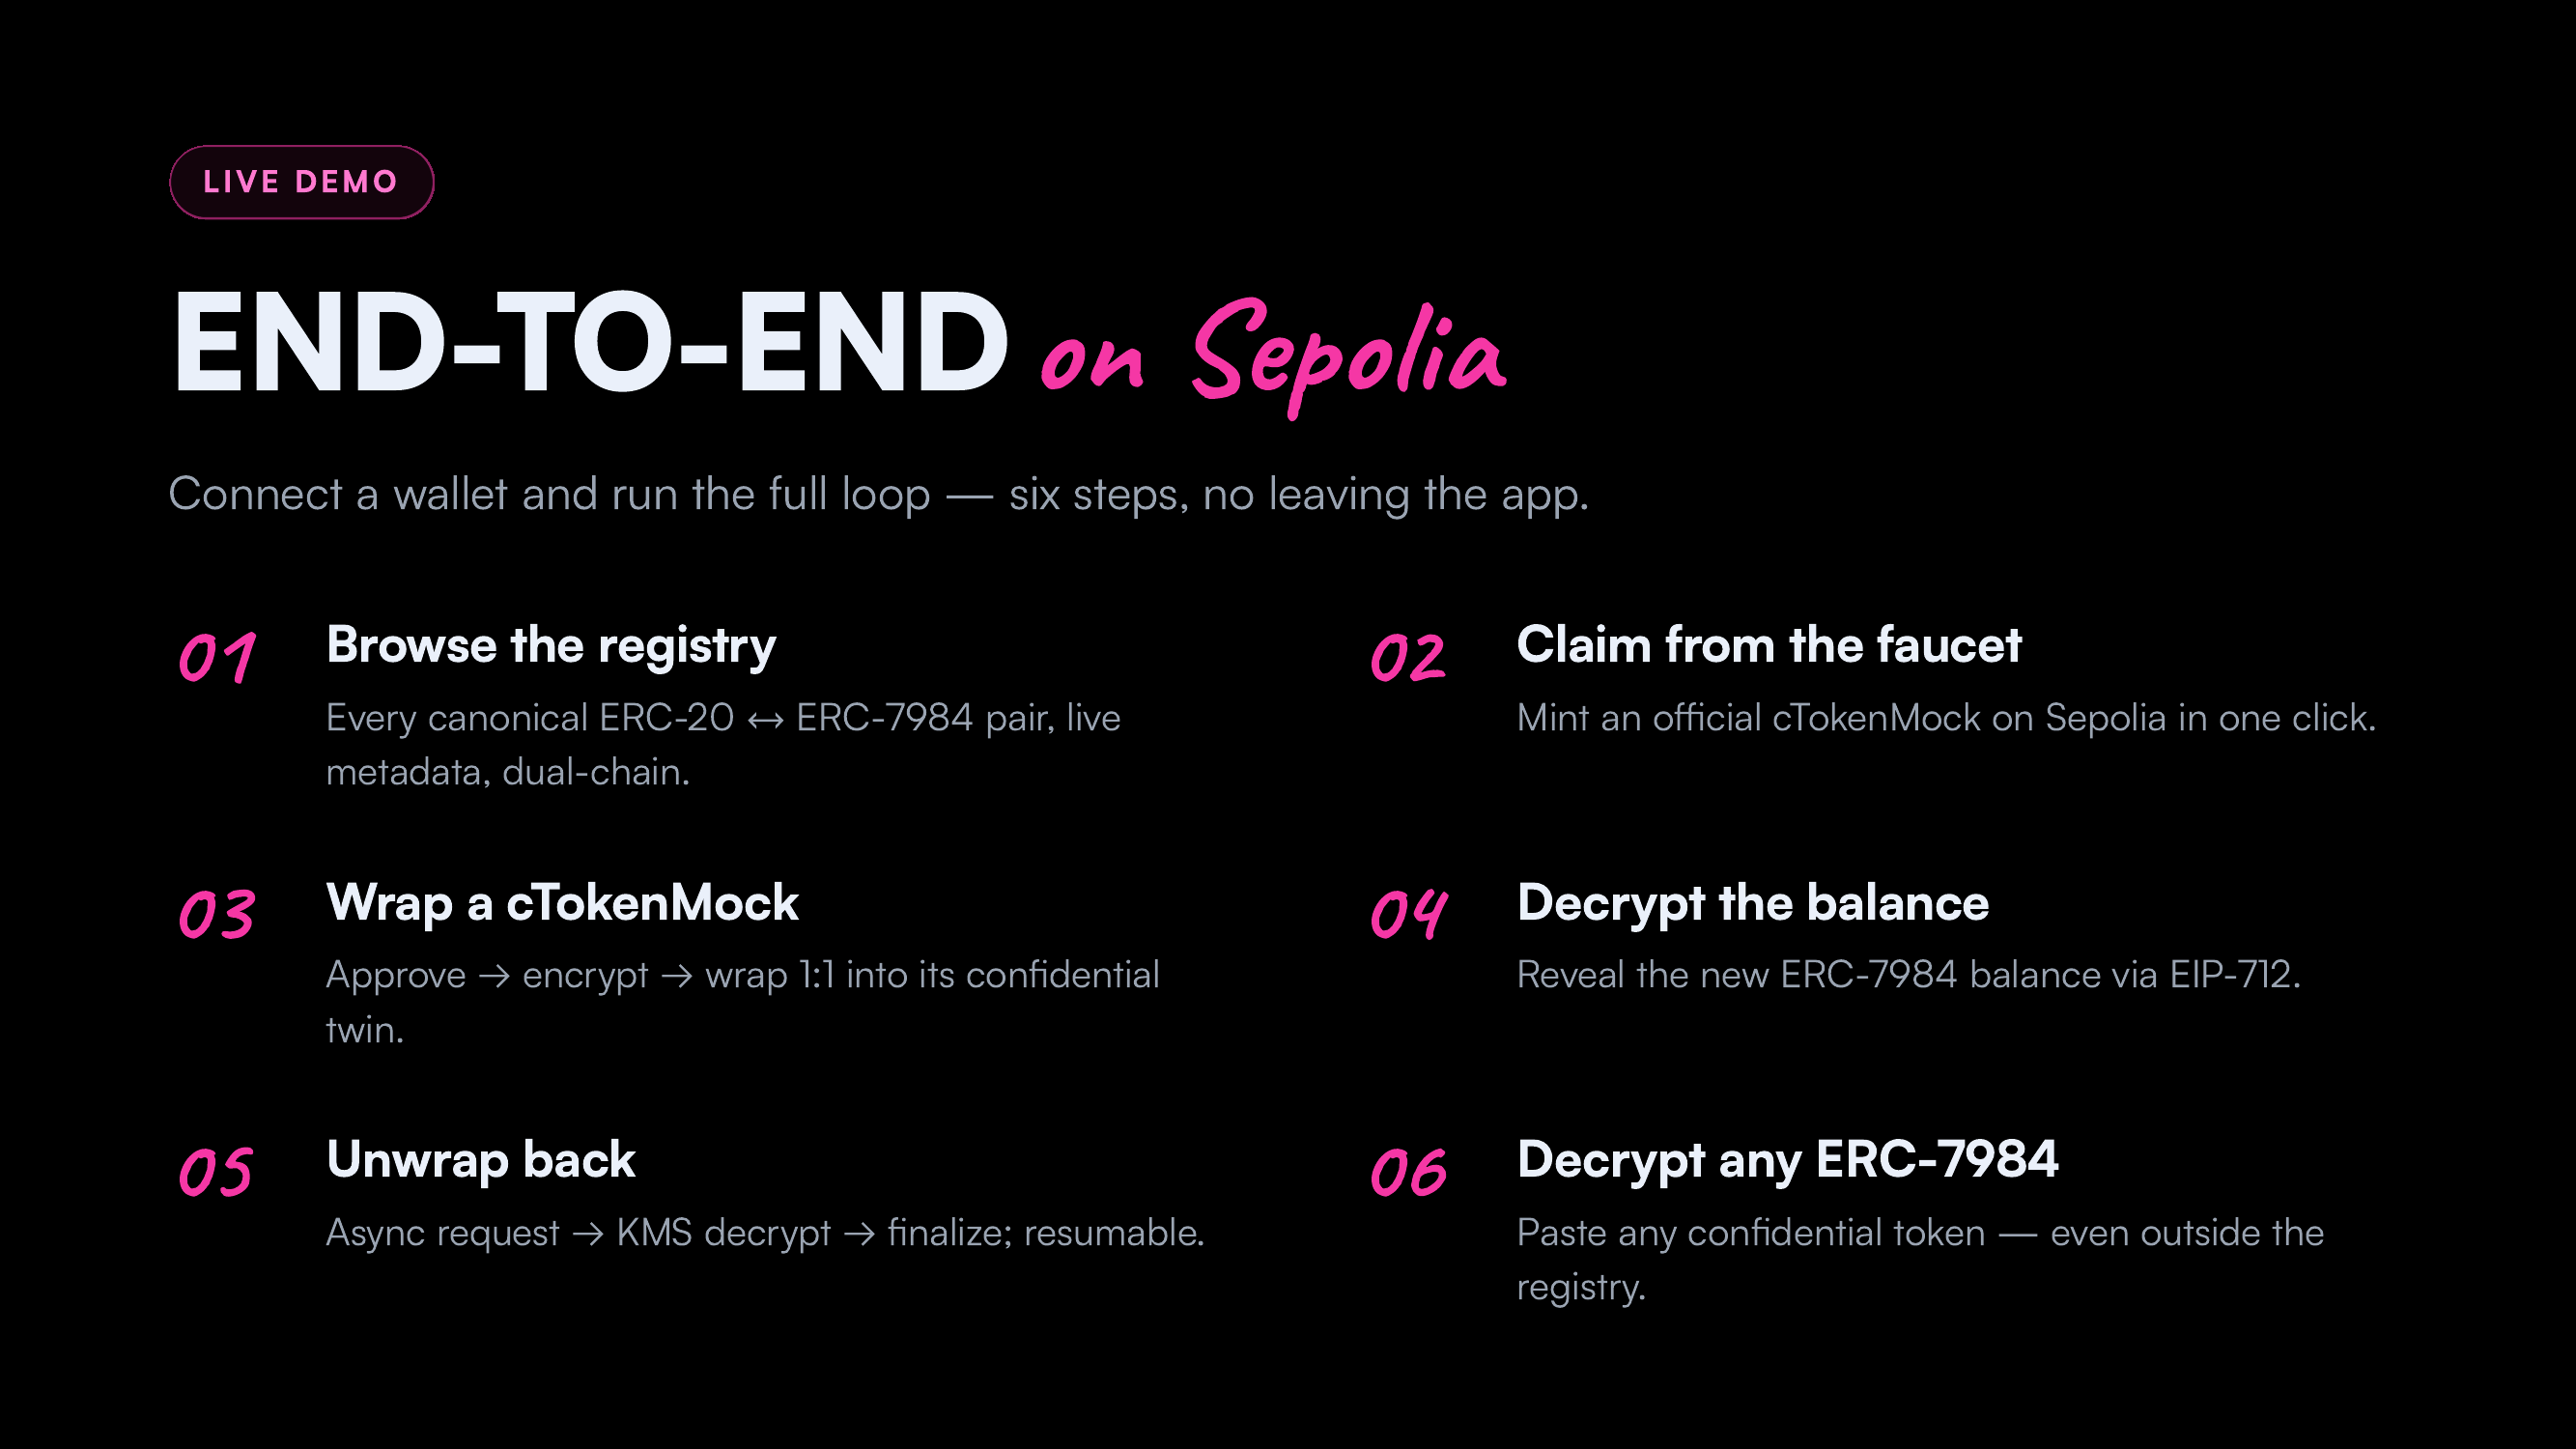 LIVE DEMO
END-TO-END on Sepolia
Connect a wallet and run the full loop — six steps, no leaving the app.
01
Browse the registry
Every canonical ERC-20 ↔ ERC-7984 pair, live
metadata, dual-chain.
02
Claim from the faucet
Mint an official cTokenMock on Sepolia in one click.
03
Wrap a cTokenMock
Approve → encrypt → wrap 1:1 into its confidential
twin.
04
Decrypt the balance
Reveal the new ERC-7984 balance via EIP-712.
05
Unwrap back
Async request → KMS decrypt → finalize; resumable.
06
Decrypt any ERC-7984
Paste any confidential token — even outside the
registry.